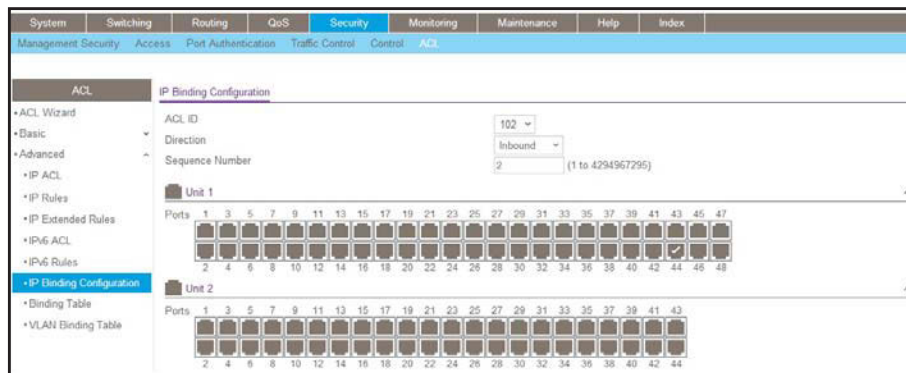 System Switching Routing QoS Security Monitoring Maintenance Help Index
Management Security Access Port Authentication Traffic Control Control ACL
ACL
IP Binding Configuration
• ACL Wizard
• Basic
• Advanced
• IP ACL
• IP Rules
• IP Extended Rules
• IPv6 ACL
• IPv6 Rules
• IP Binding Configuration
• Binding Table
• VLAN Binding Table
ACL ID 102
Direction Inbound
Sequence Number 2 (1 to 4294967295)
Unit 1
Ports 1 3 5 7 9 11 13 15 17 19 21 23 25 27 29 31 33 35 37 39 41 43 45 47
2 4 6 8 10 12 14 16 18 20 22 24 26 28 30 32 34 36 38 40 42 44 46 48
Unit 2
Ports 1 3 5 7 9 11 13 15 17 19 21 23 25 27 29 31 33 35 37 39 41 43
2 4 6 8 10 12 14 16 18 20 22 24 26 28 30 32 34 36 38 40 42 44